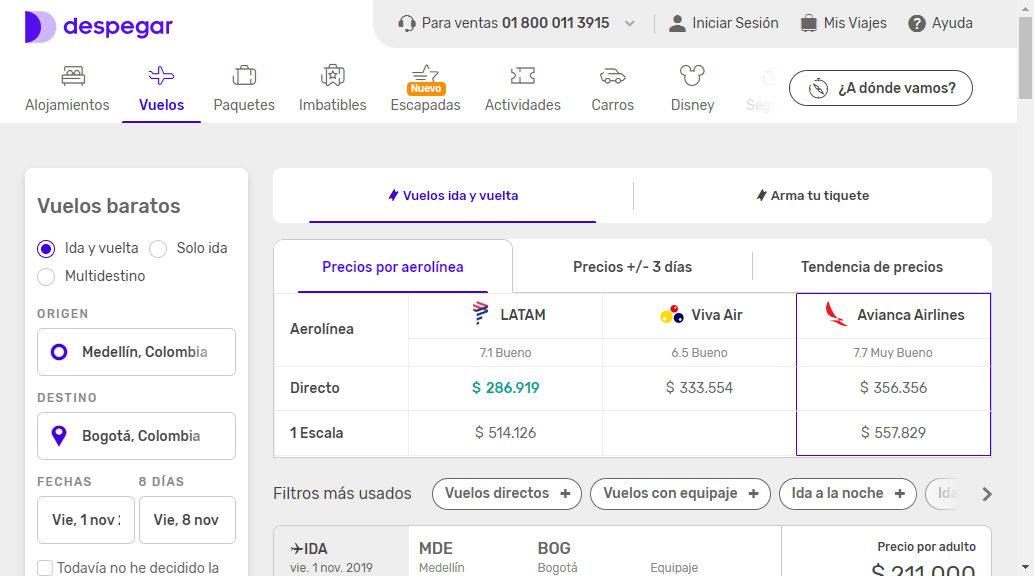 despegar
Para ventas 01 800 011 3915
Iniciar Sesión
Mis Viajes
Ayuda
Alojamientos
Vuelos
Paquetes
Imbatibles
Nuevo
Escapadas
Actividades
Carros
Disney
Seg
¿A dónde vamos?
Vuelos baratos
Ida y vuelta
Solo ida
Multidestino
ORIGEN
Medellín, Colombia
DESTINO
Bogotá, Colombia
FECHAS
8 DÍAS
Vie, 1 nov 2
Vie, 8 nov
Todavía no he decidido la
Vuelos ida y vuelta
Arma tu tiquete
Precios por aerolínea
Precios +/- 3 días
Tendencia de precios
Aerolínea
LATAM
Viva Air
Avianca Airlines
7.1 Bueno
6.5 Bueno
7.7 Muy Bueno
Directo
$ 286.919
$ 333.554
$ 356.356
1 Escala
$ 514.126
$ 557.829
Filtros más usados
Vuelos directos +
Vuelos con equipaje +
Ida a la noche +
Ida
IDA
MDE
BOG
Precio por adulto
vie. 1 nov. 2019
Medellín
Bogotá
Equipaje
$ 211.000